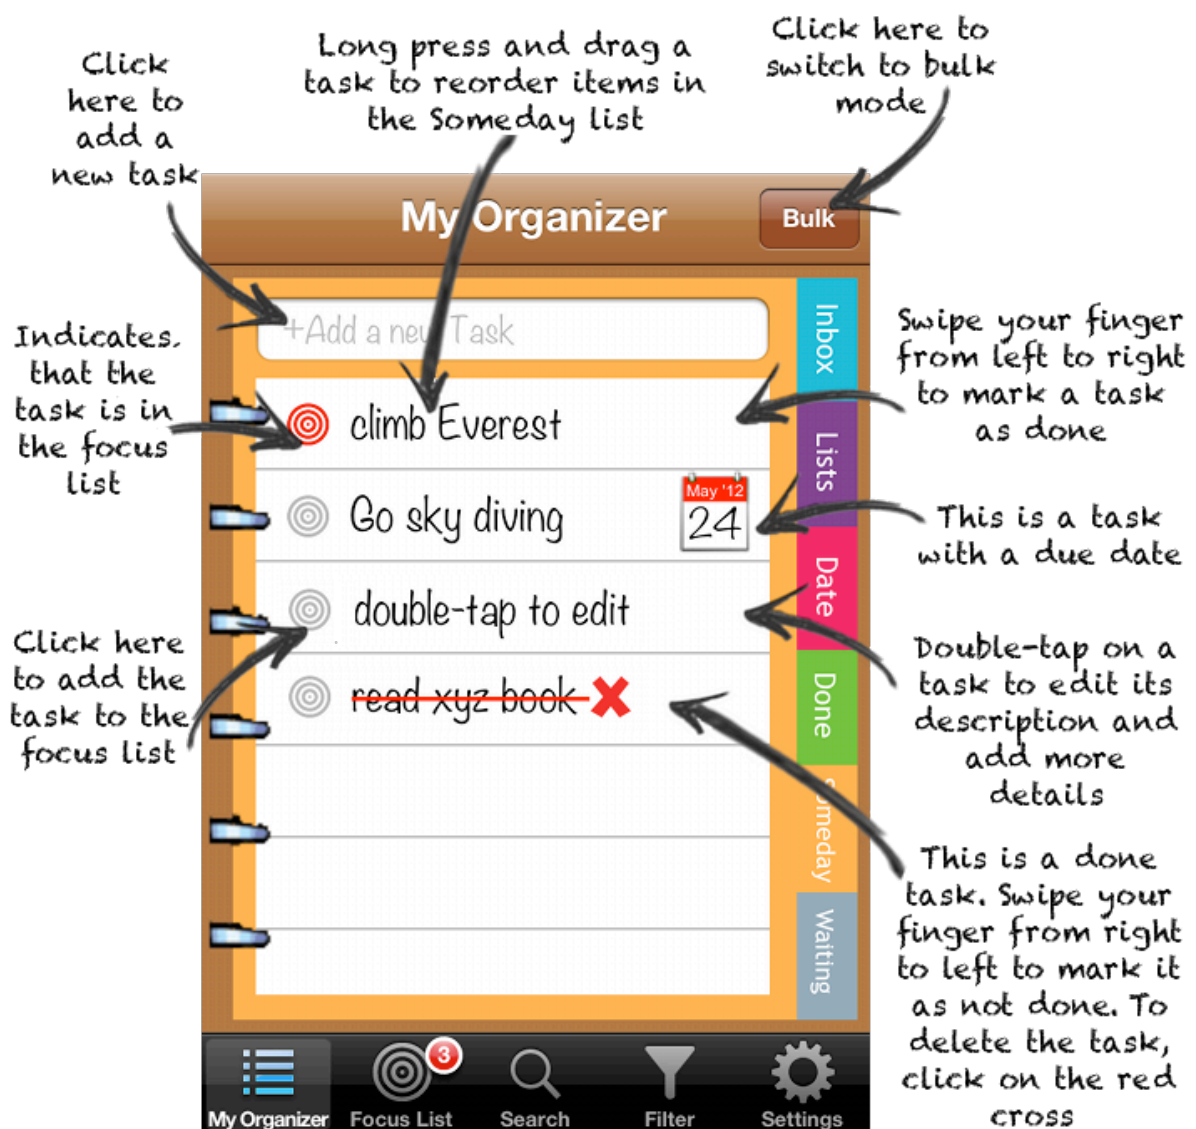 Click
here to
add a
new task
Long press and drag a
task to reorder items in
the Someday list
Click here to
switch to bulk
mode
My Organizer
Bulk
+Add a new Task
Indicates.
that the
task is in
the focus
list
climb Everest
Go sky diving
May '12
24
double-tap to edit
read xyz book
Click here
to add the
task to the
focus list
Inbox
Lists
Date
Done
Someday
Waiting
Swipe your finger
from left to right
to mark a task
as done
This is a task
with a due date
Double-tap on a
task to edit its
description and
add more
details
This is a done
task. Swipe your
finger from right
to left to mark it
as not done. To
delete the task,
click on the red
cross
My Organizer
Focus List
3
Search
Filter
Settings